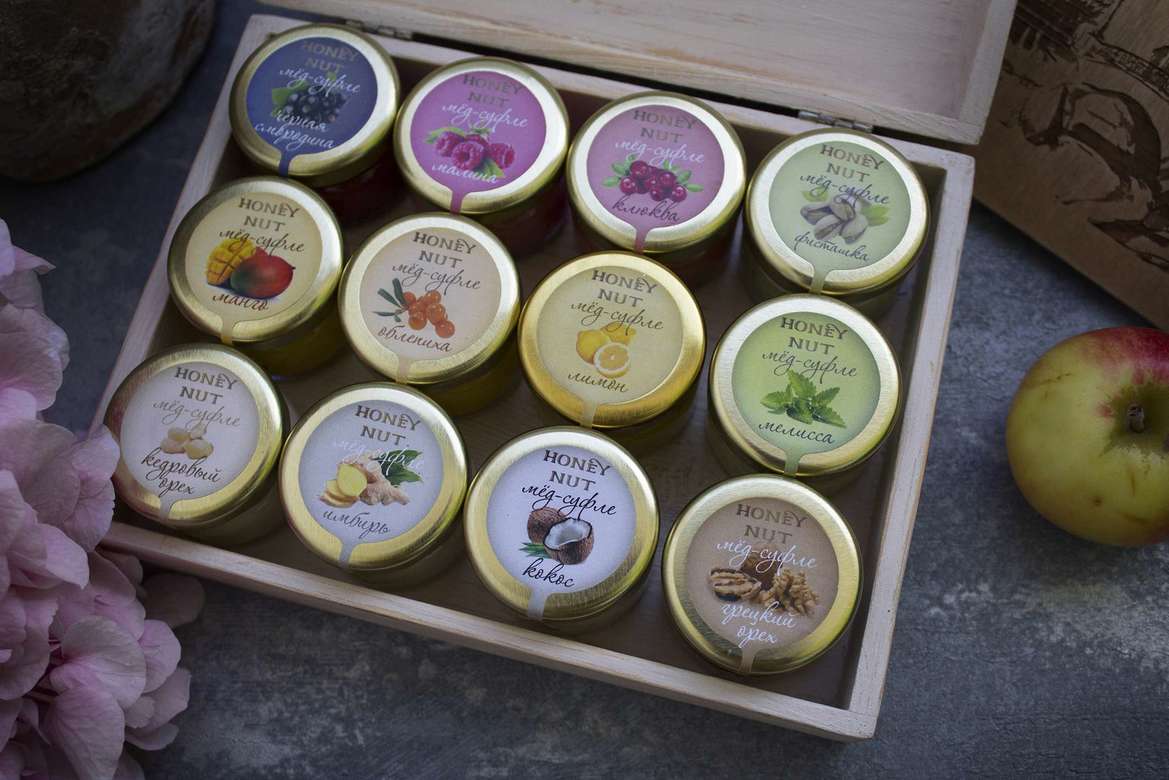 HONEY
NUT
мёд-суфле
чёрная
смородина
HONEY
NUT
мёд-суфле
малина
HONEY
NUT
мёд-суфле
клюква
HONEY
NUT
мёд-суфле
фисташка
HONEY
NUT
мёд-суфле
манго
HONEY
NUT
мёд-суфле
облепиха
HONEY
NUT
мёд-суфле
лимон
HONEY
NUT
мёд-суфле
мелисса
HONEY
NUT
мёд-суфле
кедровый
орех
HONEY
NUT
мёд-суфле
имбирь
HONEY
NUT
мёд-суфле
кокос
HONEY
NUT
мёд-суфле
грецкий
орех